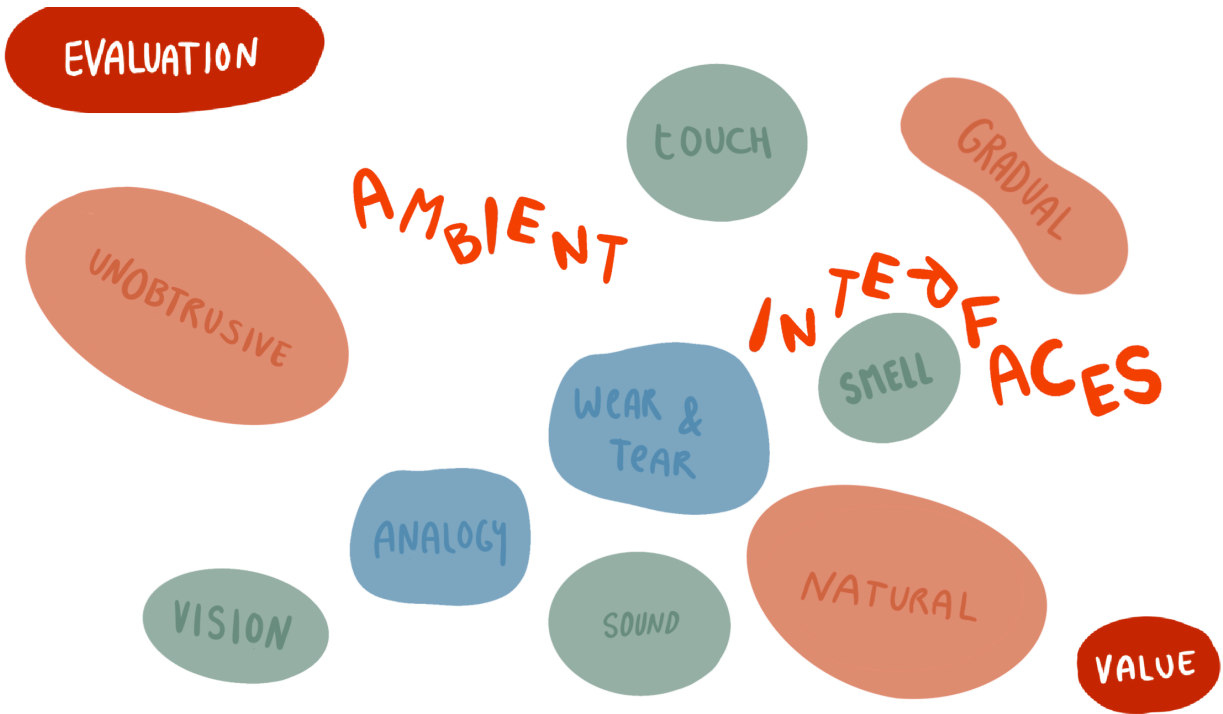 EVALUATION
tOUCH
GRADUAL
AMBIENT
UNOBTRUSIVE
INTERFACES
SMELL
WeAR &
TeAR
ANALOGY
NATURAL
VISION
SOUND
VALUE